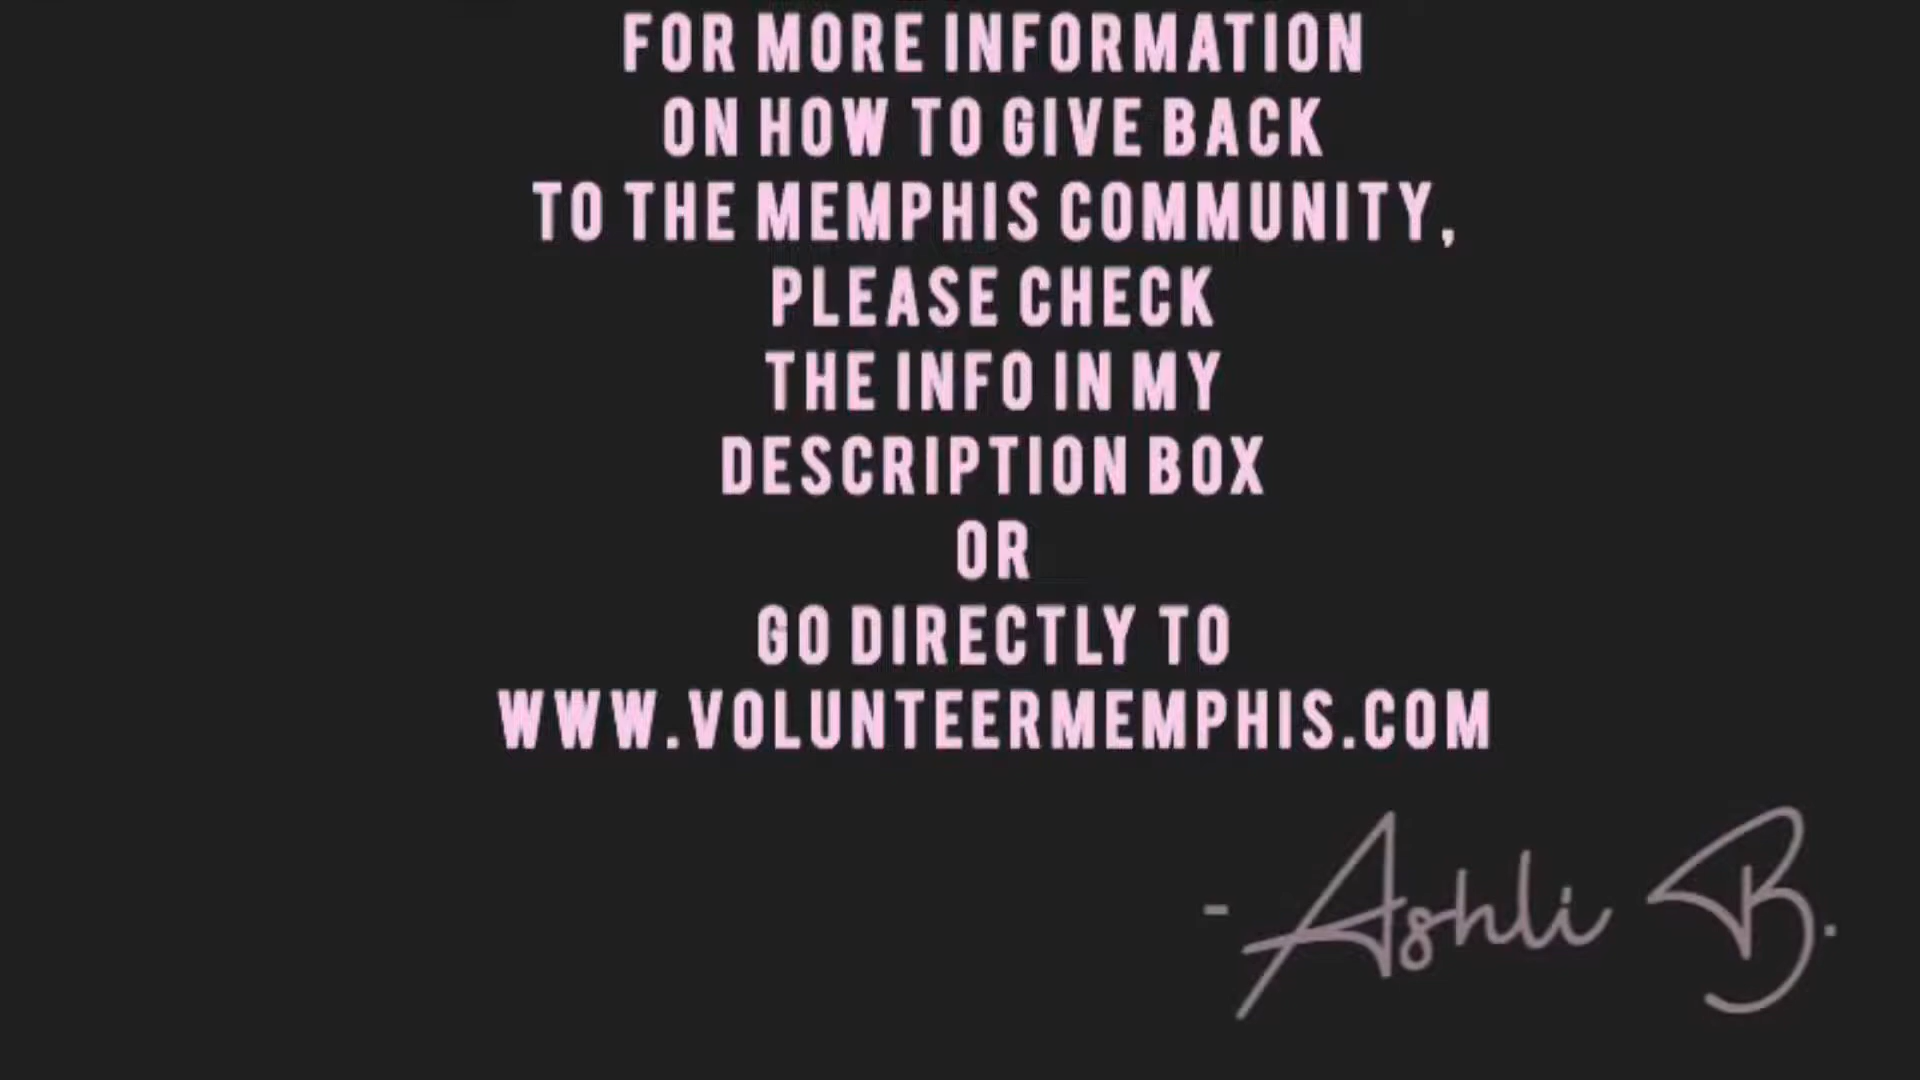 FOR MORE INFORMATION
ON HOW TO GIVE BACK
TO THE MEMPHIS COMMUNITY,
PLEASE CHECK
THE INFO IN MY
DESCRIPTION BOX
OR
GO DIRECTLY TO
WWW.VOLUNTEERMEMPHIS.COM
- Ashli B.